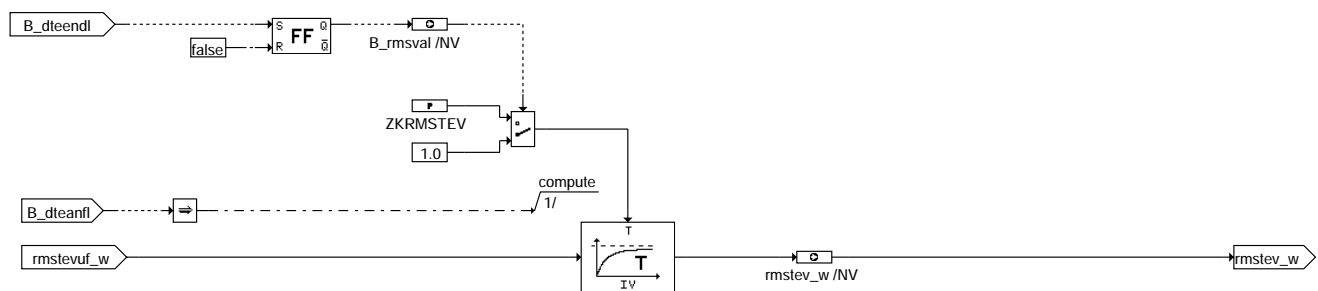 B_dteendl
S Q
FF
R Q
false
B_rmsval /NV
P
ZKRMSTEV
1.0
compute
1/
B_dteanfl
T
rmstevuf_w
T
IV
rmstev_w /NV
rmstev_w